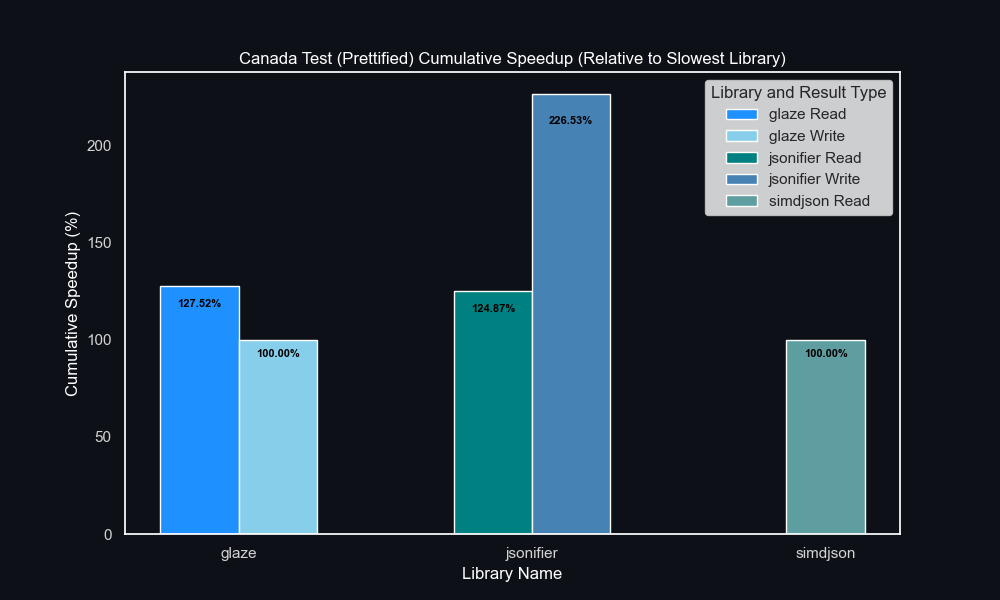 Canada Test (Prettified) Cumulative Speedup (Relative to Slowest Library)
Library and Result Type
glaze Read
glaze Write
jsonifier Read
jsonifier Write
simdjson Read
Cumulative Speedup (%)
200
150
100
50
0
127.52%
100.00%
124.87%
226.53%
100.00%
glaze
jsonifier
simdjson
Library Name